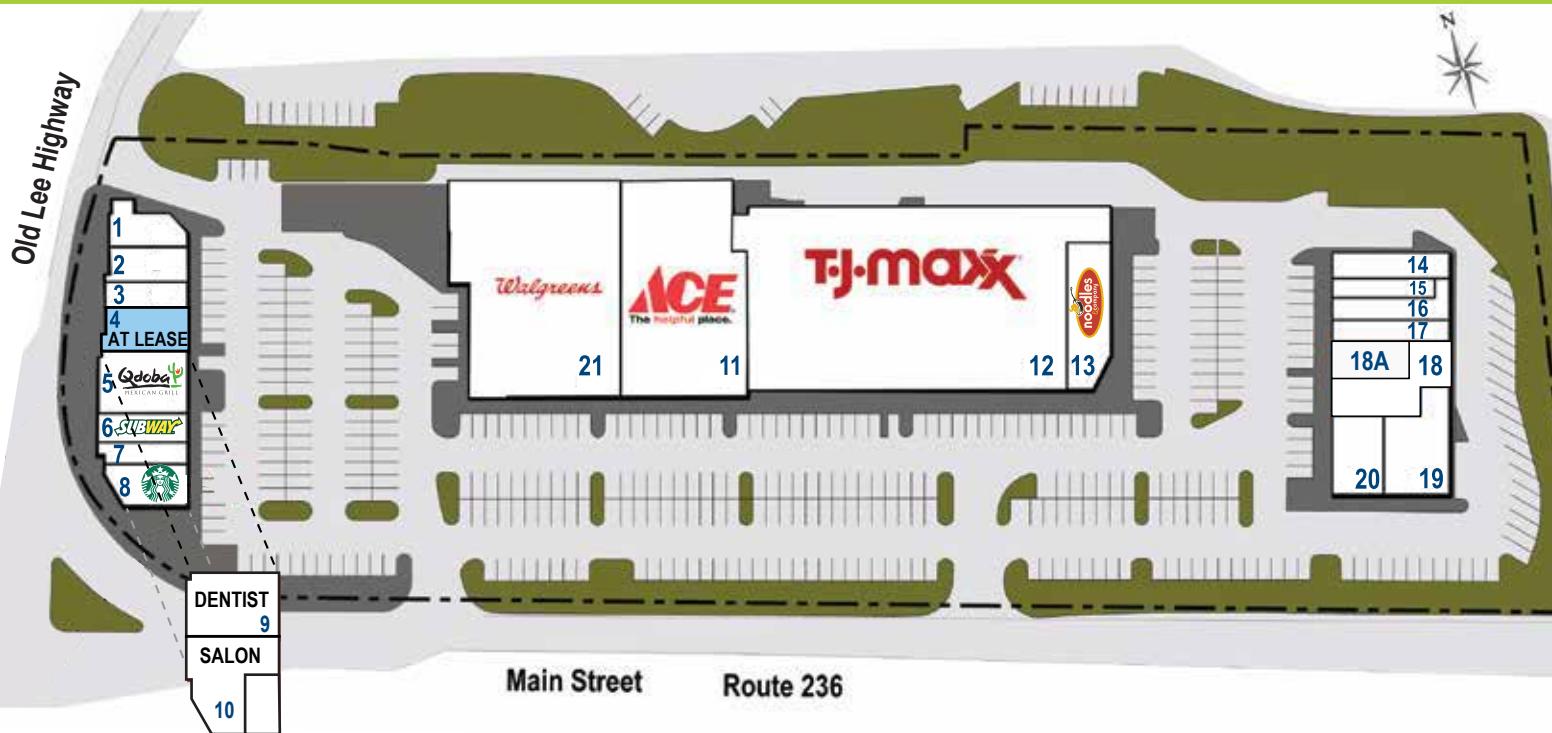 N
Old Lee Highway
1
2
3
4
AT LEASE
5
Qdoba
MEXICAN GRILL
6
SUBWAY
7
8
DENTIST
9
SALON
10
Walgreens
21
ACE
The helpful place.
11
T·J·maxx
12
noodles
& company
13
14
15
16
17
18A
18
20
19
Main Street
Route 236